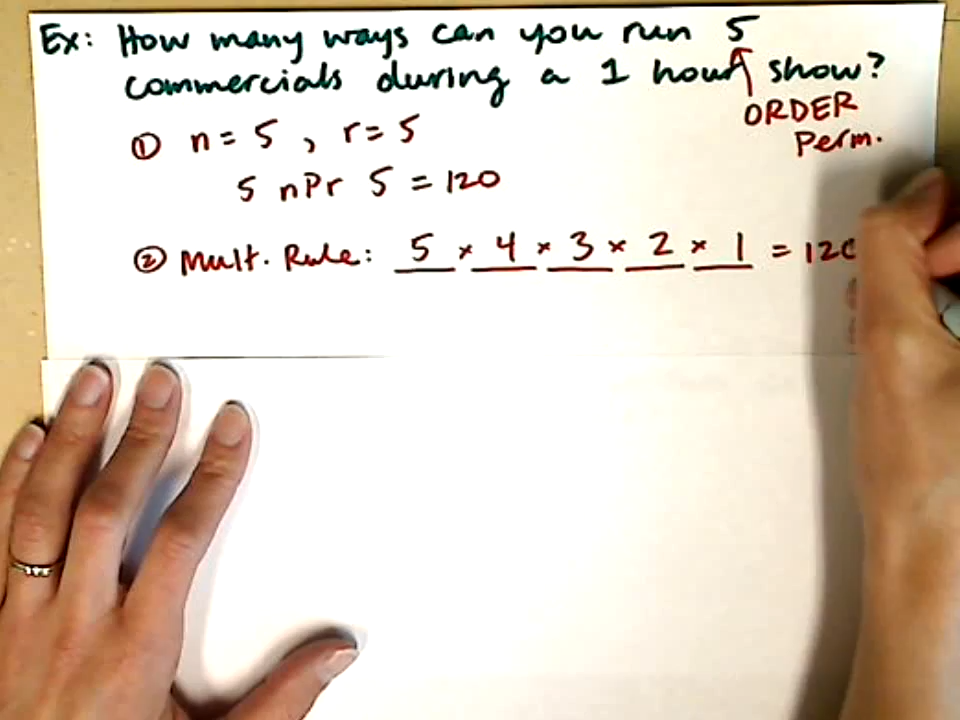 Ex: How many ways can you run 5
commercials during a 1 hour show?
ORDER
Perm.
① n = 5 , r = 5
5 nPr 5 = 120
② Mult. Rule: 5 × 4 × 3 × 2 × 1 = 120